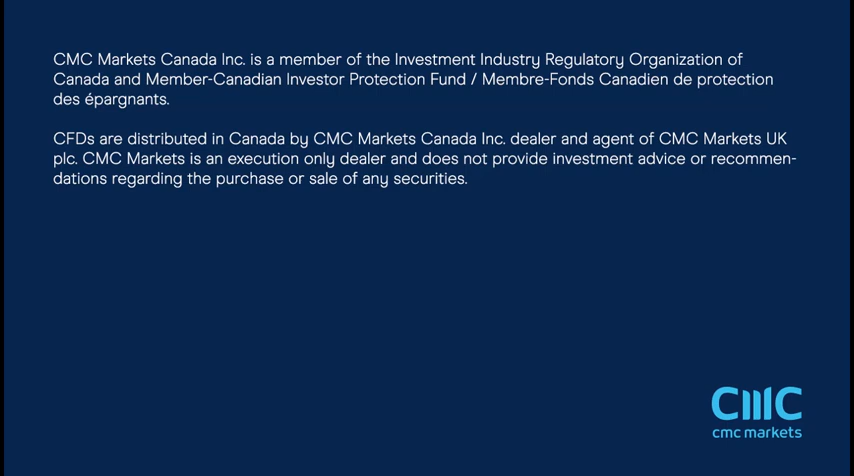 CMC Markets Canada Inc. is a member of the Investment Industry Regulatory Organization of
Canada and Member-Canadian Investor Protection Fund / Membre-Fonds Canadien de protection
des épargnants.
CFDs are distributed in Canada by CMC Markets Canada Inc. dealer and agent of CMC Markets UK
plc. CMC Markets is an execution only dealer and does not provide investment advice or recommen-
dations regarding the purchase or sale of any securities.
CMC
cmc markets